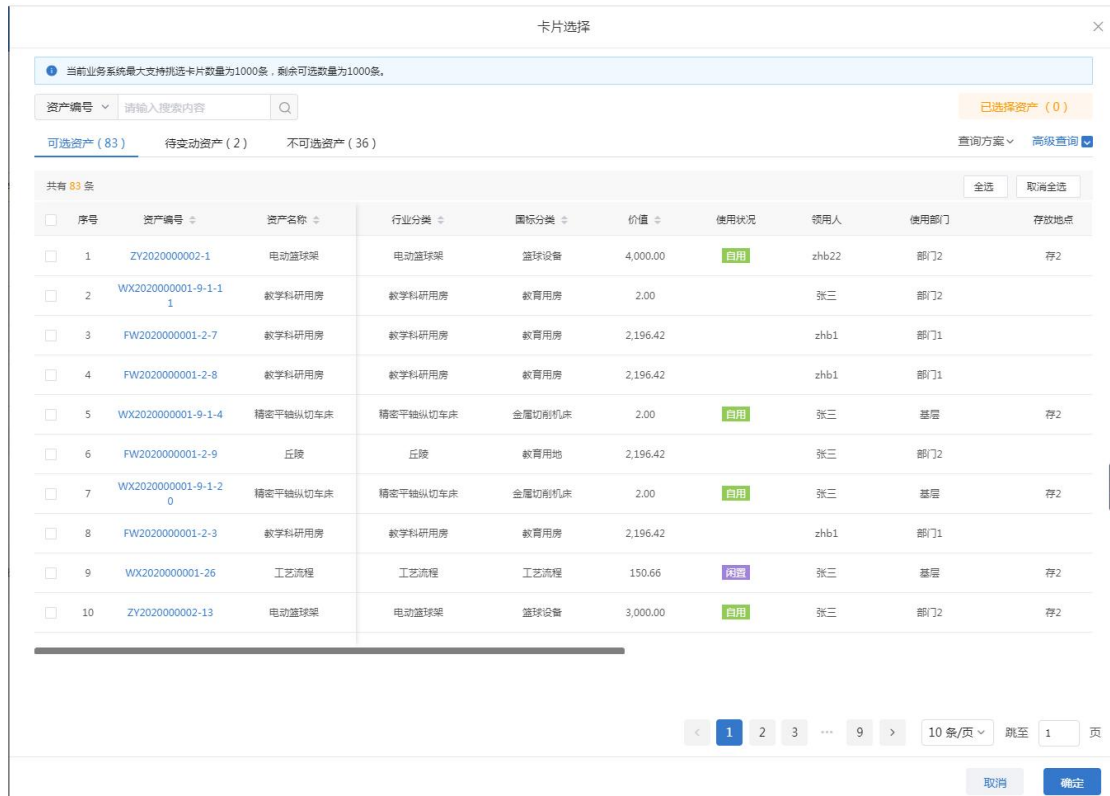 卡片选择
当前业务系统最大支持挑选卡片数量为1000条，剩余可选数量为1000条。
资产编号 请输入搜索内容 已选择资产 (0)
可选资产 (83) 待变动资产 (2) 不可选资产 (36) 查询方案 高级查询
共有 83 条 全选 取消全选
序号 资产编号 资产名称 行业分类 国标分类 价值 使用状况 领用人 使用部门 存放地点
1 ZY2020000002-1 电动篮球架 电动篮球架 篮球设备 4,000.00 自用 zhb22 部门2 存2
2 WX2020000001-9-1-1 教学科研用房 教学科研用房 教育用房 2.00 张三 部门2
1
3 FW2020000001-2-7 教学科研用房 教学科研用房 教育用房 2,196.42 zhb1 部门1
4 FW2020000001-2-8 教学科研用房 教学科研用房 教育用房 2,196.42 zhb1 部门1
5 WX2020000001-9-1-4 精密平轴纵切车床 精密平轴纵切车床 金属切削机床 2.00 自用 张三 基层 存2
6 FW2020000001-2-9 丘陵 丘陵 教育用地 2,196.42 张三 部门2
7 WX2020000001-9-1-2 精密平轴纵切车床 精密平轴纵切车床 金属切削机床 2.00 自用 张三 基层 存2
0
8 FW2020000001-2-3 教学科研用房 教学科研用房 教育用房 2,196.42 zhb1 部门1
9 WX2020000001-26 工艺流程 工艺流程 工艺流程 150.66 闲置 张三 基层 存2
10 ZY2020000002-13 电动篮球架 电动篮球架 篮球设备 3,000.00 自用 张三 部门2 存2
1 2 3 ··· 9 10 条/页 跳至 1 页
取消 确定